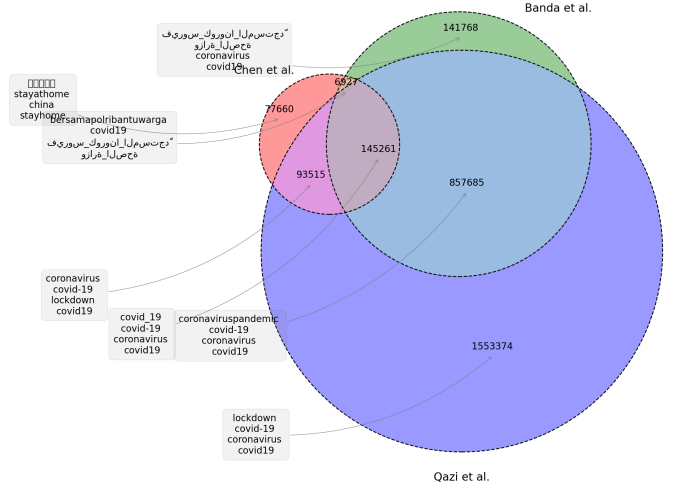 Banda et al.
141768
فيروس_كورونا_المستجد
وزارة_الصحة
coronavirus
covid19
Chen et al.
6927
stayathome
china
stayhome
77660
bersamapolribantuwarga
covid19
فيروس_كورونا_المستجد
وزارة_الصحة
145261
93515
857685
coronavirus
covid-19
lockdown
covid19
covid_19
covid-19
coronavirus
covid19
coronaviruspandemic
covid-19
coronavirus
covid19
1553374
lockdown
covid-19
coronavirus
covid19
Qazi et al.